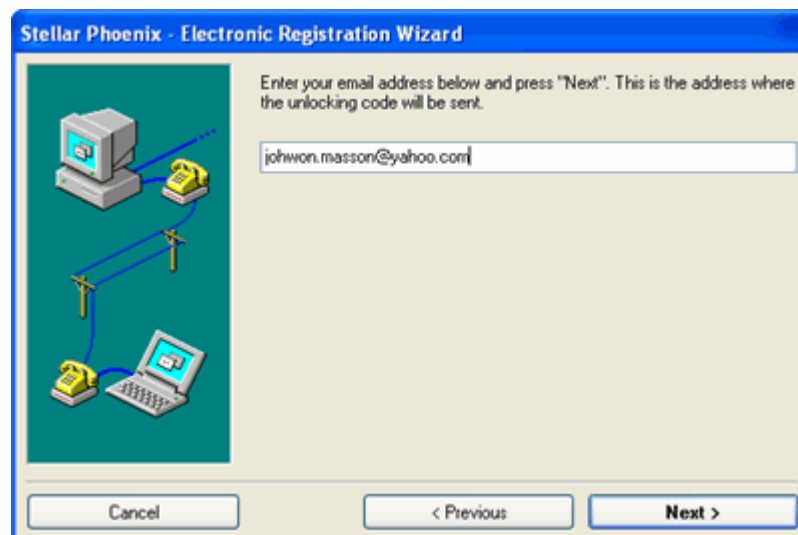 Stellar Phoenix - Electronic Registration Wizard
Enter your email address below and press "Next". This is the address where
the unlocking code will be sent.
johwon.masson@yahoo.com
Cancel
< Previous
Next >